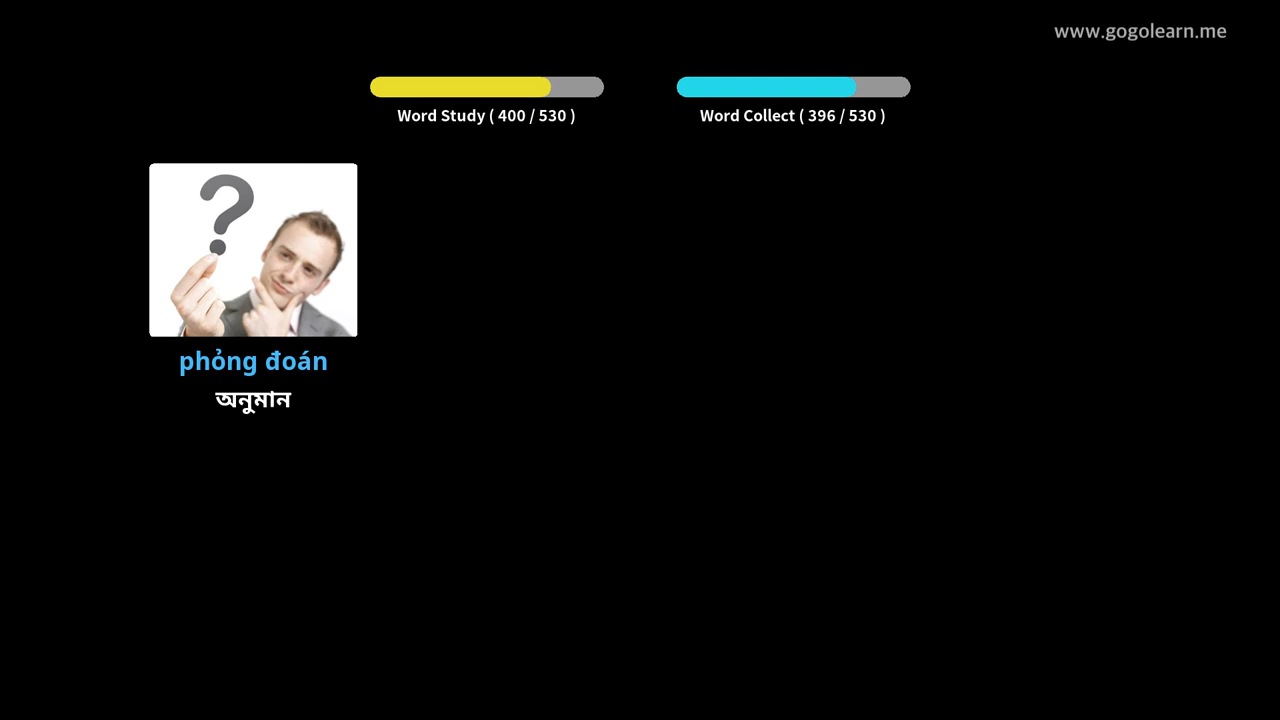 www.gogolearn.me
Word Study ( 400 / 530 )
Word Collect ( 396 / 530 )
?
phỏng đoán
অনুমান